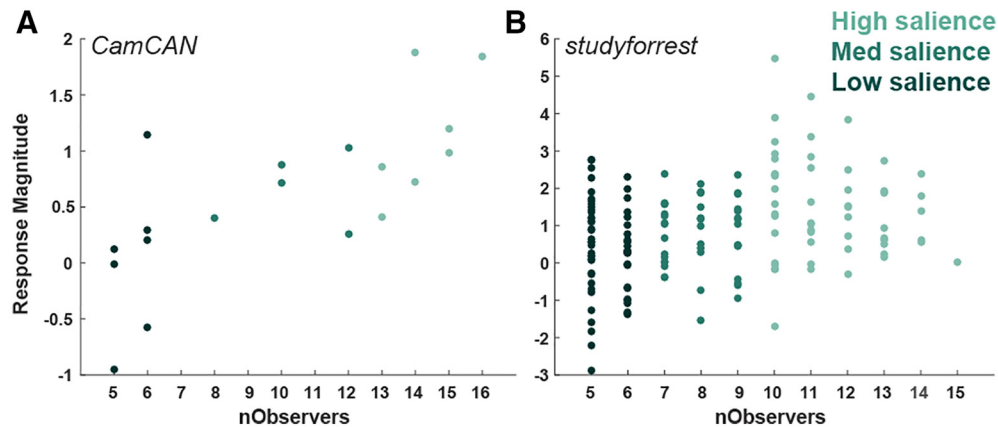 A
CamCAN
2
1.5
1
0.5
0
-0.5
-1
Response Magnitude
5 6 7 8 9 10 11 12 13 14 15 16
nObservers
B
studyforrest
High salience
Med salience
Low salience
6
5
4
3
2
1
0
-1
-2
-3
5 6 7 8 9 10 11 12 13 14 15
nObservers